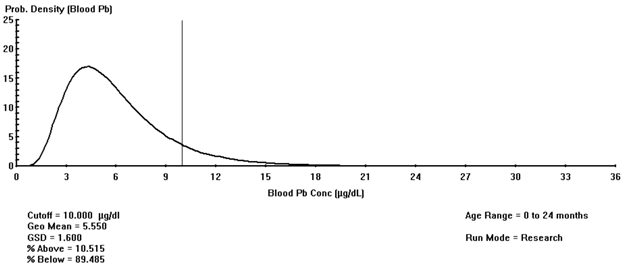 Prob. Density (Blood Pb)
25
20
15
10
5
0
0 3 6 9 12 15 18 21 24 27 30 33 36
Blood Pb Conc (µg/dL)
Cutoff = 10.000 µg/dl
Geo Mean = 5.550
GSD = 1.600
% Above = 10.515
% Below = 89.485
Age Range = 0 to 24 months
Run Mode = Research